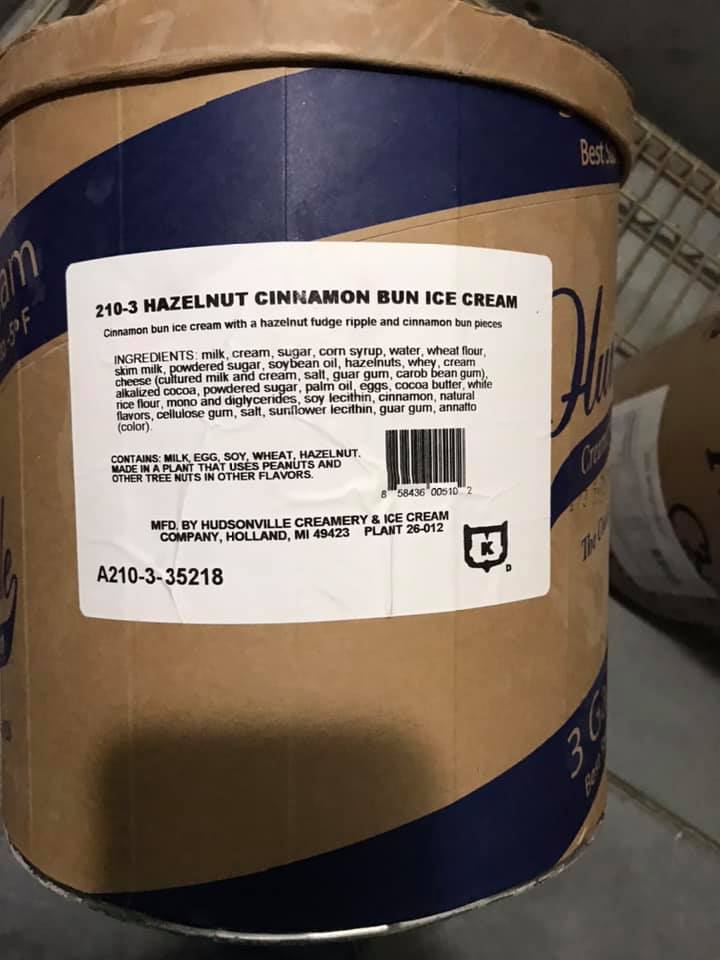 Best
am
-5° F
210-3 HAZELNUT CINNAMON BUN ICE CREAM
Cinnamon bun ice cream with a hazelnut fudge ripple and cinnamon bun pieces
INGREDIENTS: milk, cream, sugar, corn syrup, water, wheat flour,
skim milk, powdered sugar, soybean oil, hazelnuts, whey, cream
cheese (cultured milk and cream, salt, guar gum, carob bean gum),
alkalized cocoa, powdered sugar, palm oil, eggs, cocoa butter, white
rice flour, mono and diglycerides, soy lecithin, cinnamon, natural
flavors, cellulose gum, salt, sunflower lecithin, guar gum, annatto
(color).
CONTAINS: MILK, EGG, SOY, WHEAT, HAZELNUT.
MADE IN A PLANT THAT USES PEANUTS AND
OTHER TREE NUTS IN OTHER FLAVORS.
8 58436 00510 2
MFD. BY HUDSONVILLE CREAMERY & ICE CREAM
COMPANY, HOLLAND, MI 49423 PLANT 26-012
K
D
A210-3-35218
Hu
Cream
The
3 G
Be